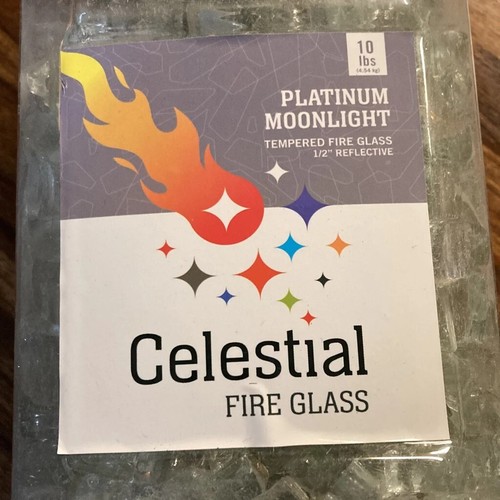 10
lbs
(4.54 kg)
PLATINUM
MOONLIGHT
TEMPERED FIRE GLASS
1/2" REFLECTIVE
Celestial
FIRE GLASS